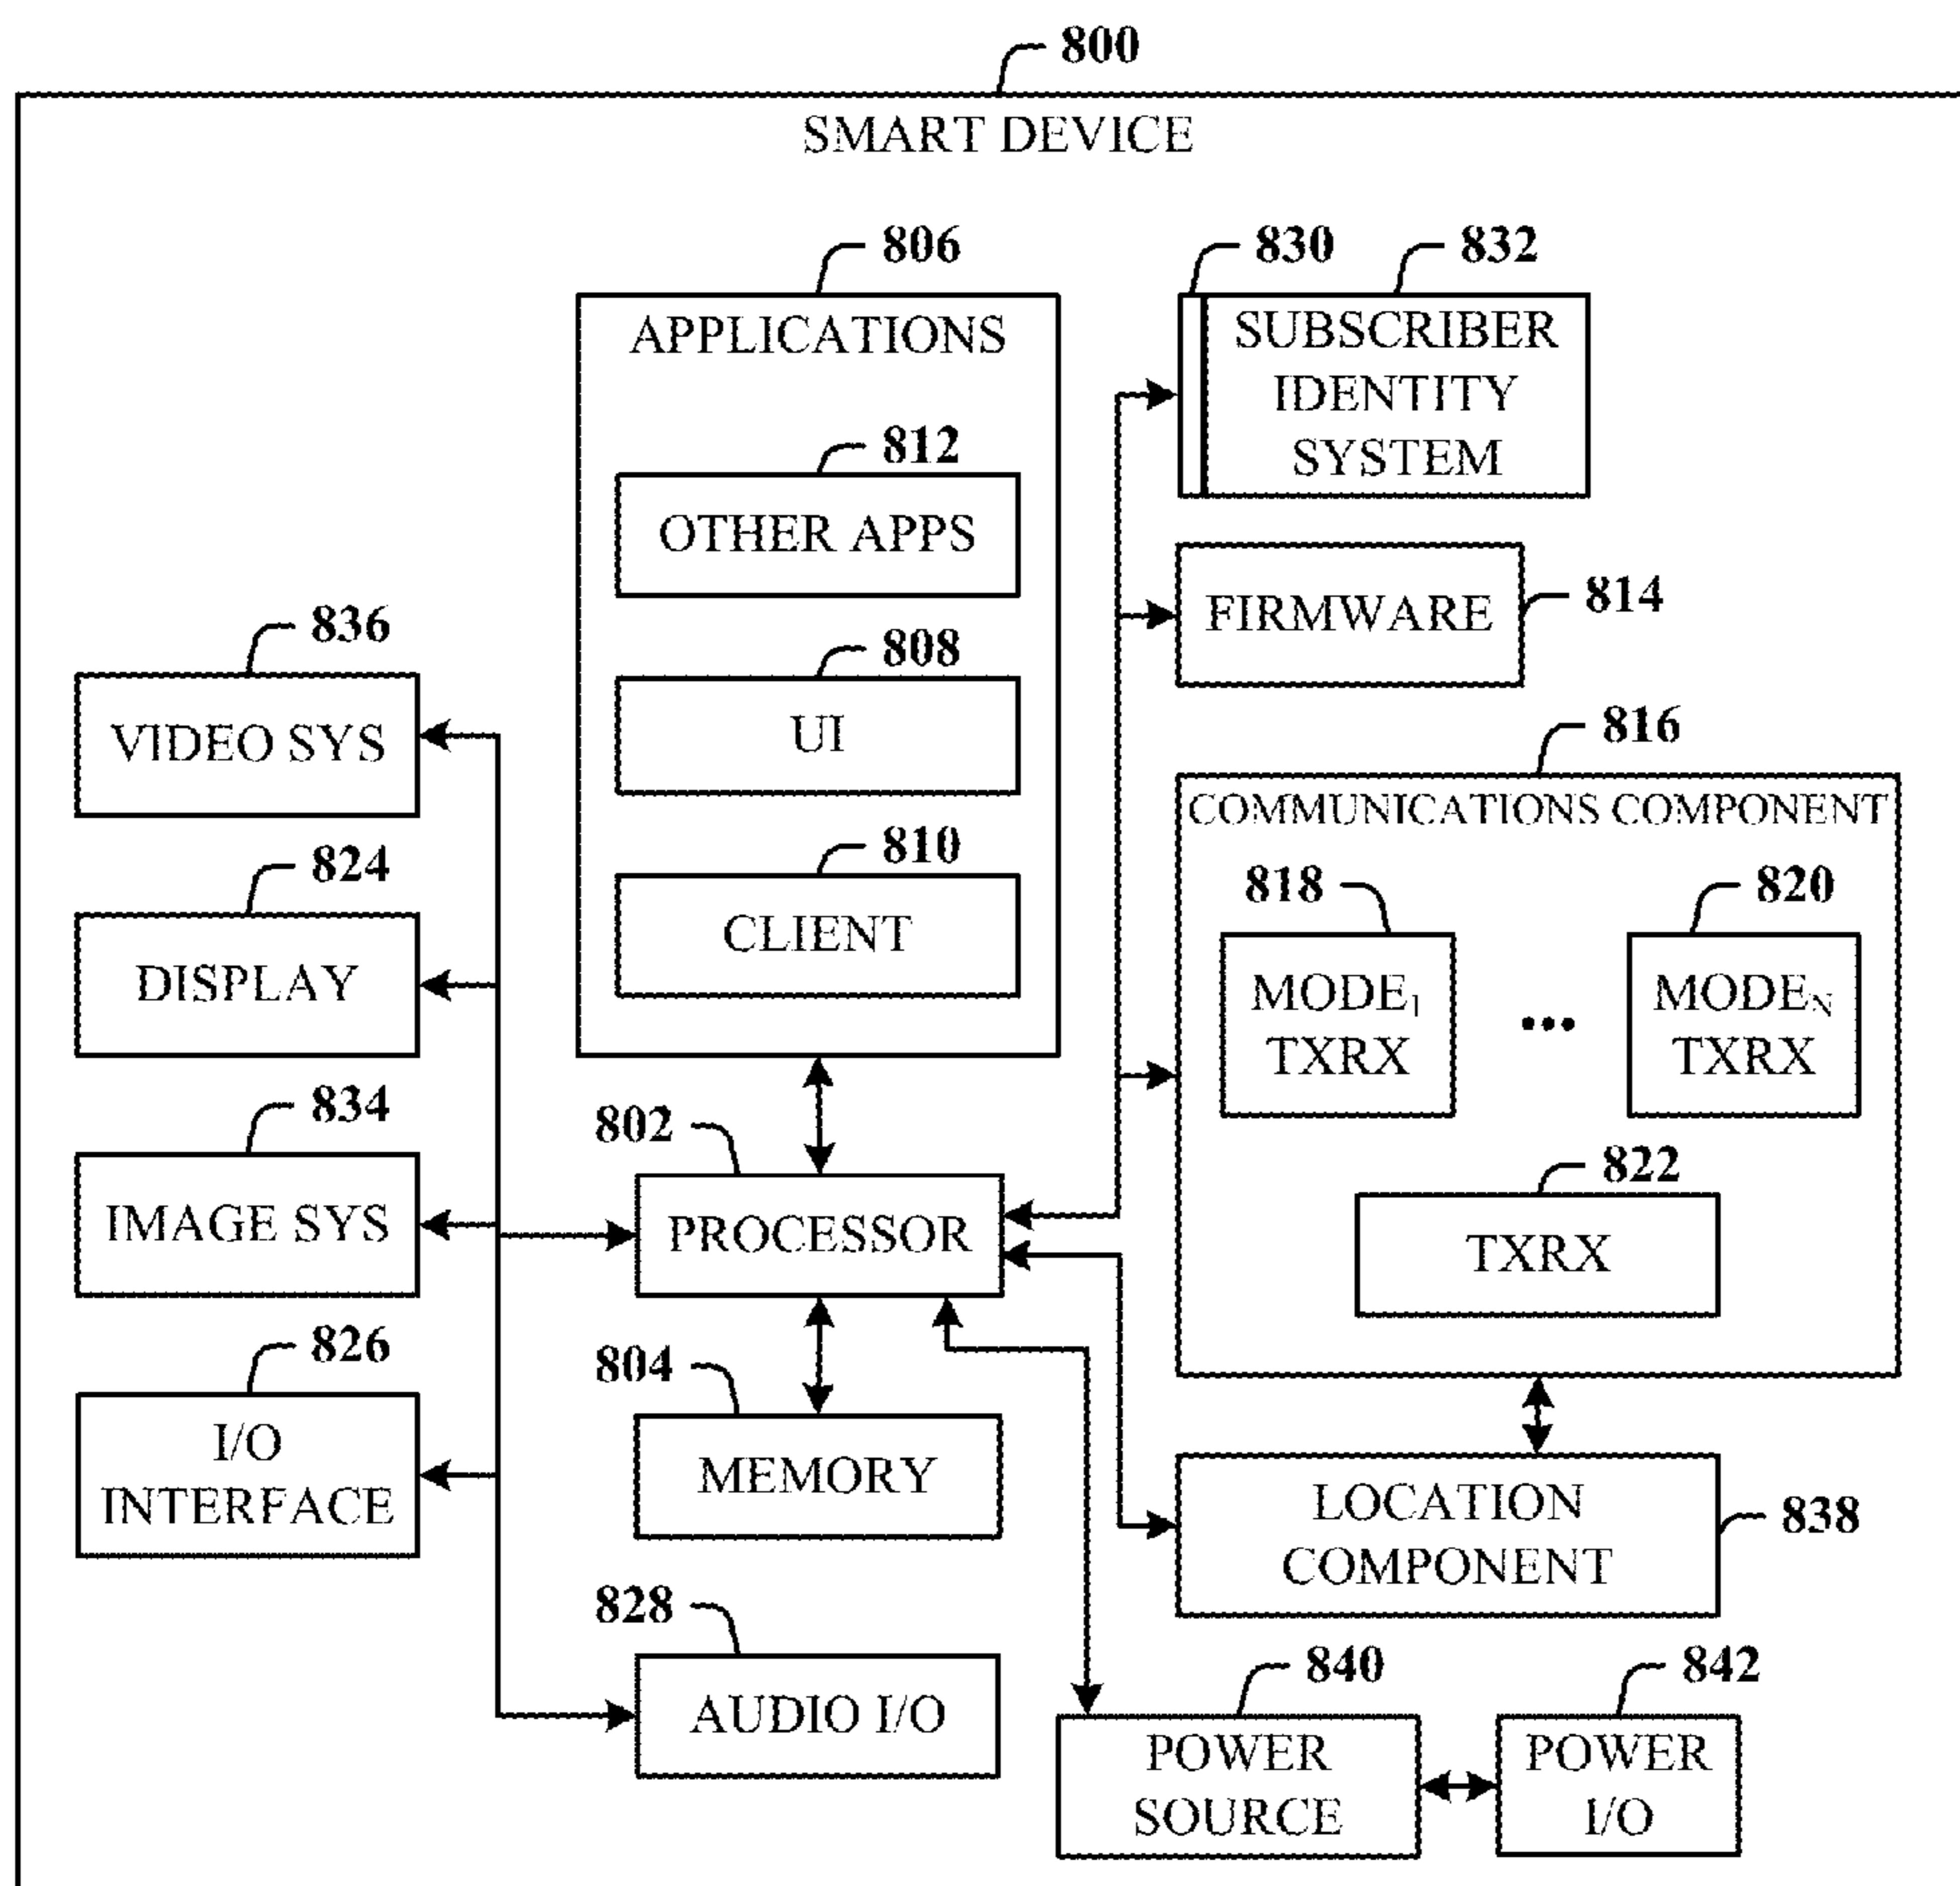 800
SMART DEVICE
806
830
832
APPLICATIONS
SUBSCRIBER
IDENTITY
SYSTEM
812
OTHER APPS
FIRMWARE
814
836
VIDEO SYS
808
UI
816
COMMUNICATIONS COMPONENT
810
CLIENT
818
820
824
DISPLAY
MODE₁
TXRX
•••
MODEN
TXRX
834
IMAGE SYS
802
PROCESSOR
822
TXRX
826
I/O
INTERFACE
804
MEMORY
LOCATION
COMPONENT
838
828
AUDIO I/O
840
POWER
SOURCE
842
POWER
I/O